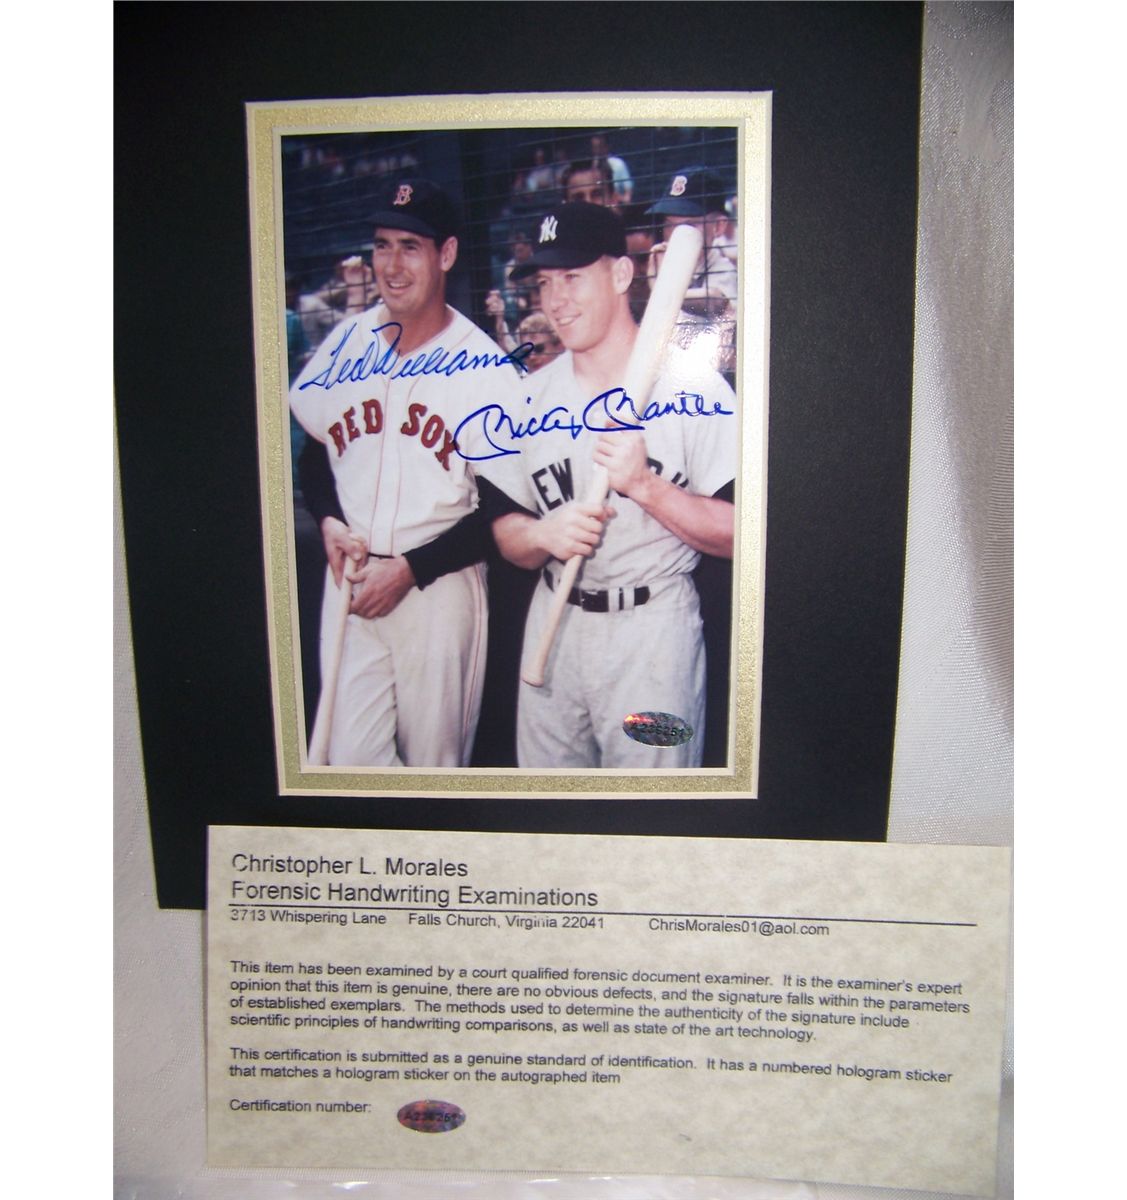 B
B
NY
Ted Williams
RED SOX
Mickey Mantle
EW
A236251
Christopher L. Morales
Forensic Handwriting Examinations
3713 Whispering Lane Falls Church, Virginia 22041 ChrisMorales01@aol.com
This item has been examined by a court qualified forensic document examiner. It is the examiner's expert
opinion that this item is genuine, there are no obvious defects, and the signature falls within the parameters
of established exemplars. The methods used to determine the authenticity of the signature include
scientific principles of handwriting comparisons, as well as state of the art technology.
This certification is submitted as a genuine standard of identification. It has a numbered hologram sticker
that matches a hologram sticker on the autographed item
Certification number: A236251